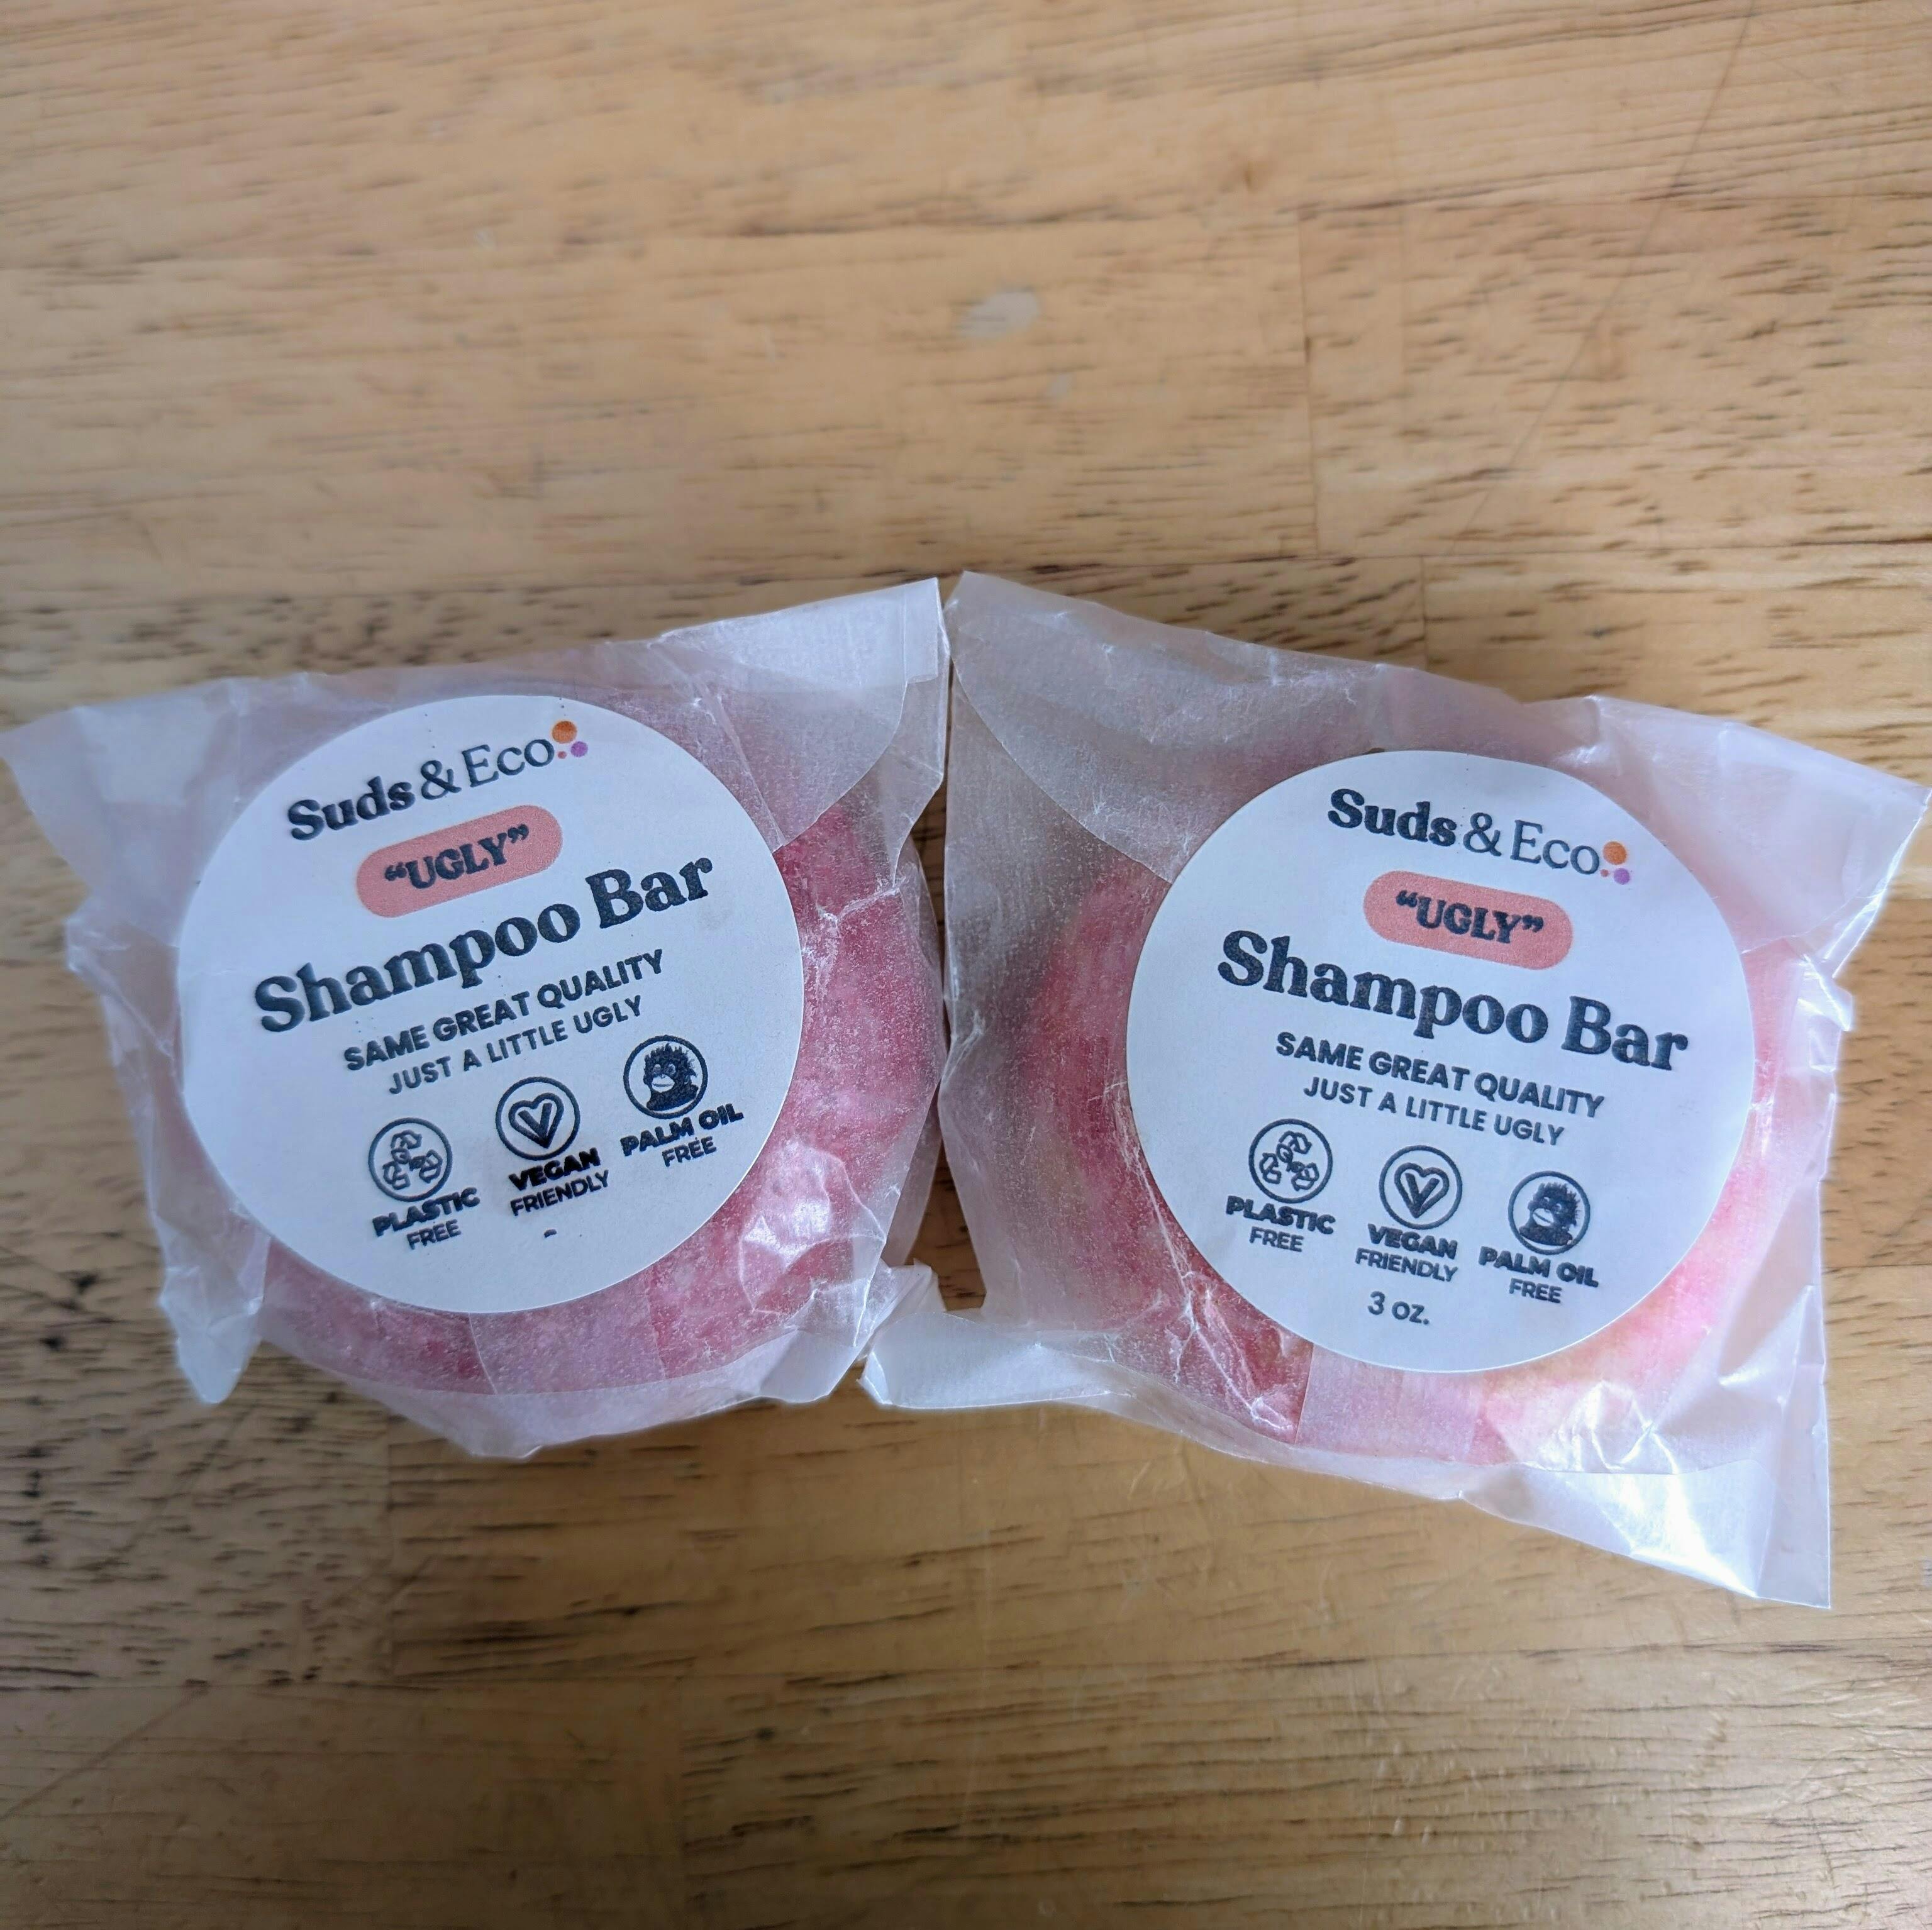 Suds & Eco
“UGLY”
Shampoo Bar
SAME GREAT QUALITY
JUST A LITTLE UGLY
PLASTIC
FREE
VEGAN
FRIENDLY
PALM OIL
FREE
Suds & Eco
“UGLY”
Shampoo Bar
SAME GREAT QUALITY
JUST A LITTLE UGLY
PLASTIC
FREE
VEGAN
FRIENDLY
PALM OIL
FREE
3 oz.